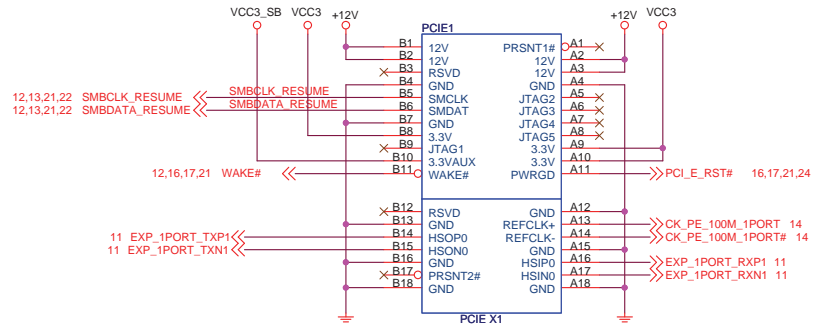 VCC3_SB VCC3 +12V +12V VCC3
PCIE1
B1 12V PRSNT1# A1
B2 12V 12V A2
B3 RSVD 12V A3
B4 GND GND A4
12,13,21,22 SMBCLK_RESUME SMBCLK_RESUME B5 SMCLK JTAG2 A5
12,13,21,22 SMBDATA_RESUME SMBDATA_RESUME B6 SMDAT JTAG3 A6
B7 GND JTAG4 A7
B8 3.3V JTAG5 A8
B9 JTAG1 3.3V A9
B10 3.3VAUX 3.3V A10
12,16,17,21 WAKE# B11 WAKE# PWRGD A11 PCI_E_RST# 16,17,21,24
B12 RSVD GND A12
B13 GND REFCLK+ A13 CK_PE_100M_1PORT 14
11 EXP_1PORT_TXP1 B14 HSOP0 REFCLK- A14 CK_PE_100M_1PORT# 14
11 EXP_1PORT_TXN1 B15 HSON0 GND A15
B16 GND HSIP0 A16 EXP_1PORT_RXP1 11
B17 PRSNT2# HSIN0 A17 EXP_1PORT_RXN1 11
B18 GND GND A18
PCIE X1